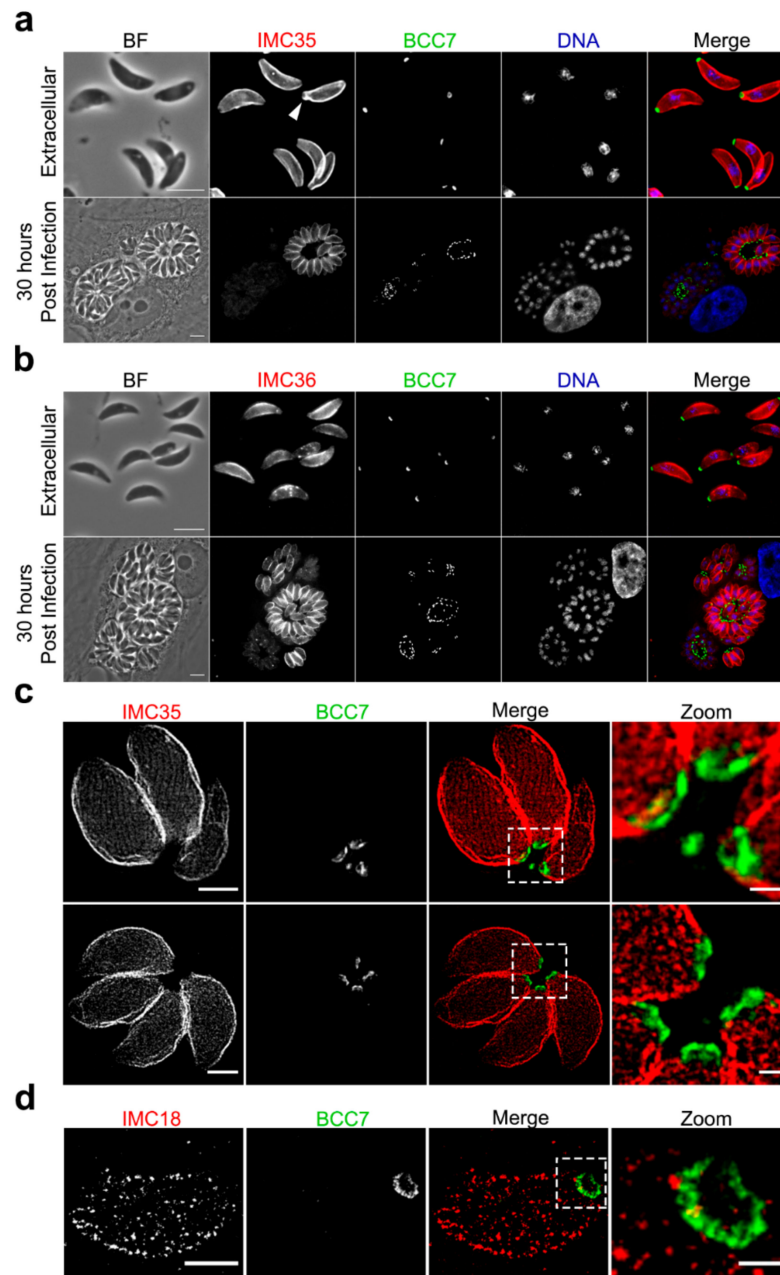 a
BF IMC35 BCC7 DNA Merge
Extracellular
30 hours
Post Infection
b
BF IMC36 BCC7 DNA Merge
Extracellular
30 hours
Post Infection
c
IMC35 BCC7 Merge Zoom
d
IMC18 BCC7 Merge Zoom